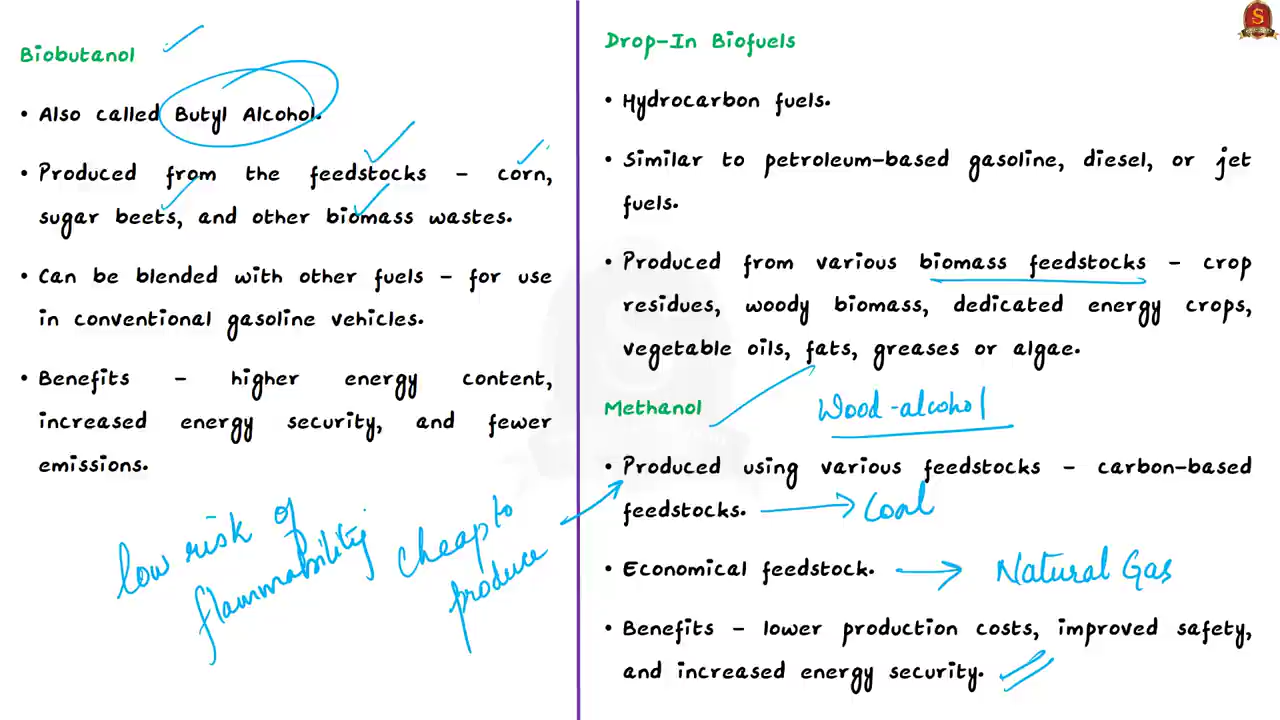 Biobutanol
• Also called Butyl Alcohol.
• Produced from the feedstocks – corn,
sugar beets, and other biomass wastes.
• Can be blended with other fuels – for use
in conventional gasoline vehicles.
• Benefits – higher energy content,
increased energy security, and fewer
emissions.
low risk of
flammability
cheap to
produce
Drop-In Biofuels
• Hydrocarbon fuels.
• Similar to petroleum-based gasoline, diesel, or jet
fuels.
• Produced from various biomass feedstocks – crop
residues, woody biomass, dedicated energy crops,
vegetable oils, fats, greases or algae.
Methanol
Wood-alcohol
• Produced using various feedstocks – carbon-based
feedstocks. → Coal
• Economical feedstock. → Natural Gas
• Benefits – lower production costs, improved safety,
and increased energy security.